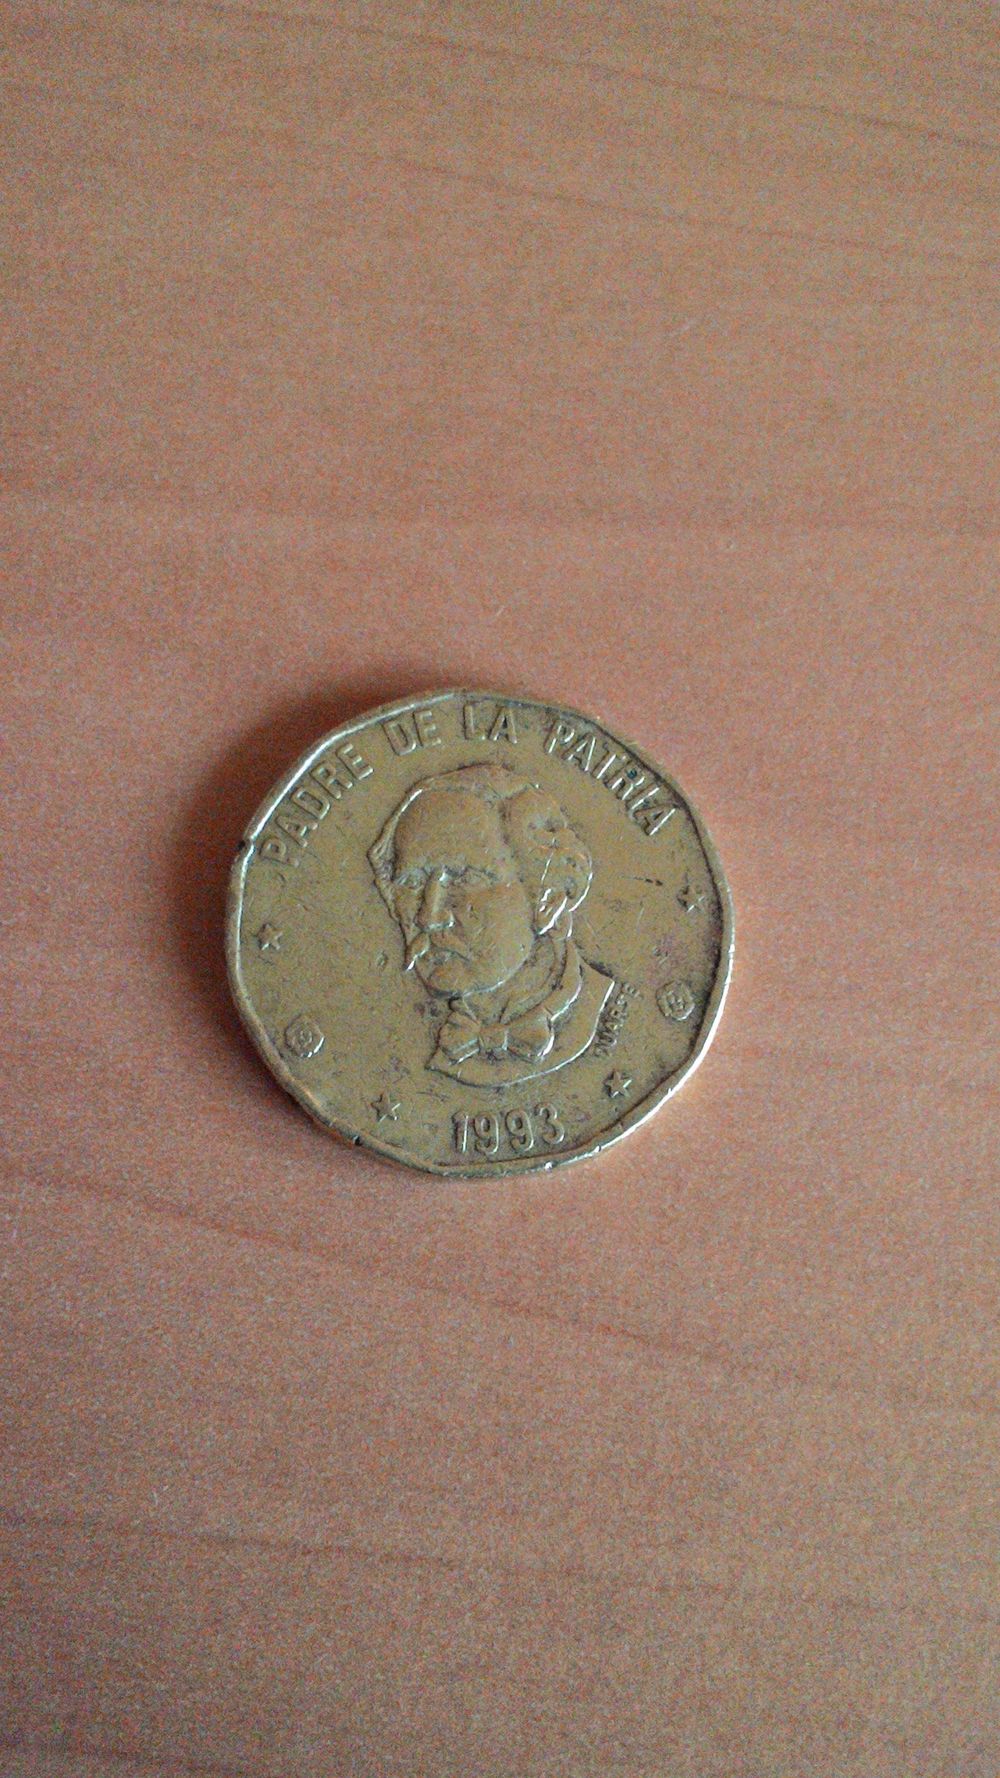 PADRE DE LA PATRIA
DUARTE
1993